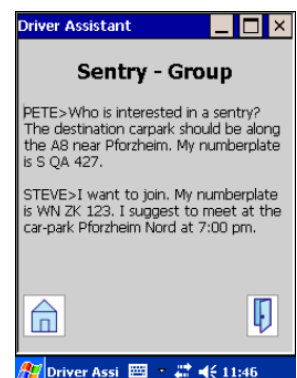 Driver Assistant
Sentry - Group
PETE>Who is interested in a sentry?
The destination carpark should be along
the A8 near Pforzheim. My numberplate
is S QA 427.
STEVE>I want to join. My numberplate
is WN ZK 123. I suggest to meet at the
car-park Pforzheim Nord at 7:00 pm.
Driver Assi 11:46